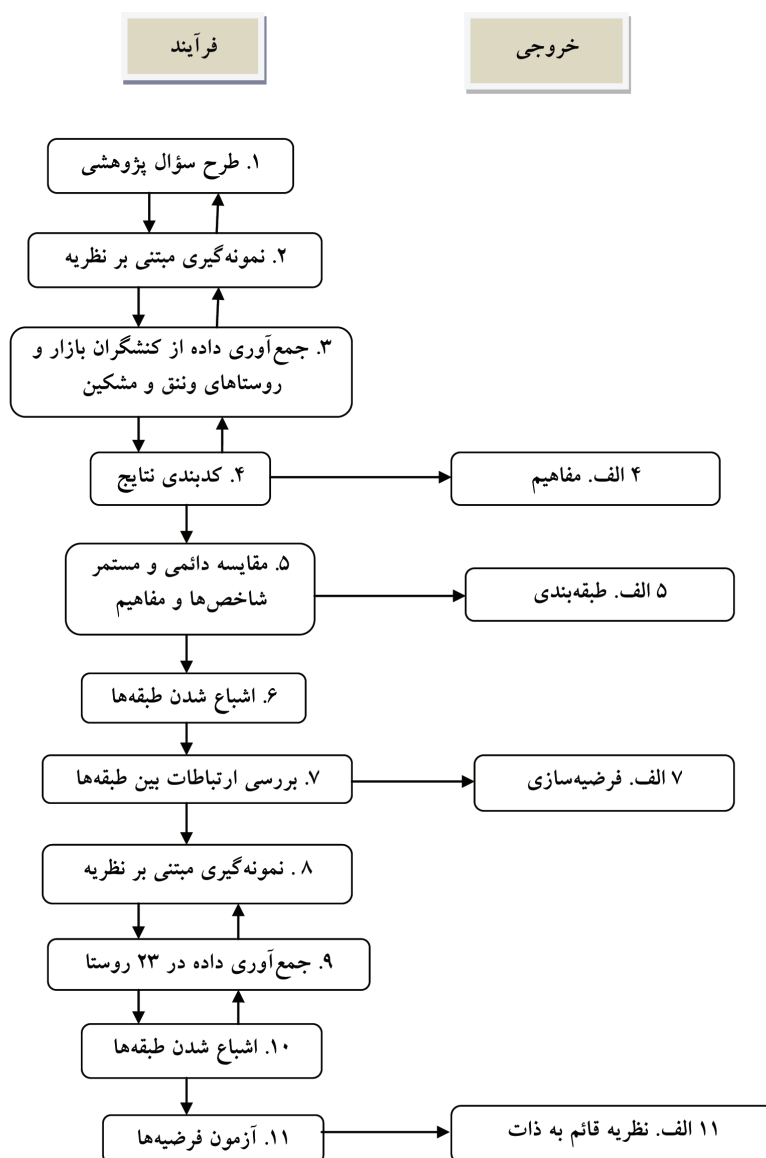 فرآیند
خروجی
۱. طرح سؤال پژوهشی
۲. نمونه‌گیری مبتنی بر نظریه
۳. جمع‌آوری داده از کنشگران بازار و
روستاهای وننق و مشکین
۴. کدبندی نتایج
۴ الف. مفاهیم
۵. مقایسه دائمی و مستمر
شاخص‌ها و مفاهیم
۵ الف. طبقه‌بندی
۶. اشباع شدن طبقه‌ها
۷. بررسی ارتباطات بین طبقه‌ها
۷ الف. فرضیه‌سازی
۸. نمونه‌گیری مبتنی بر نظریه
۹. جمع‌آوری داده در ۲۳ روستا
۱۰. اشباع شدن طبقه‌ها
۱۱. آزمون فرضیه‌ها
۱۱ الف. نظریه قائم به ذات